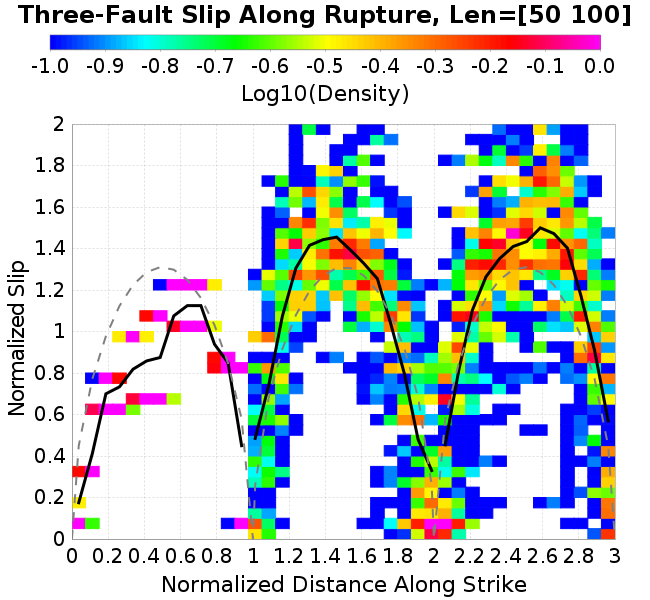 Three-Fault Slip Along Rupture, Len=[50 100]
-1.0 -0.9 -0.8 -0.7 -0.6 -0.5 -0.4 -0.3 -0.2 -0.1 0.0
Log10(Density)
2
1.8
1.6
1.4
1.2
1
0.8
0.6
0.4
0.2
0
Normalized Slip
0 0.2 0.4 0.6 0.8 1 1.2 1.4 1.6 1.8 2 2.2 2.4 2.6 2.8 3
Normalized Distance Along Strike